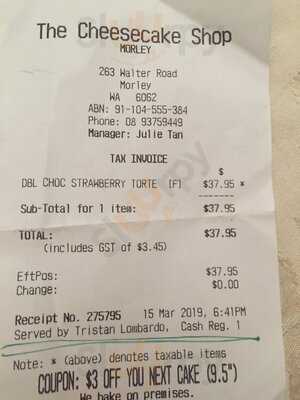 The Cheesecake Shop
MORLEY
263 Walter Road
Morley
WA 6062
ABN: 91-104-555-384
Phone: 08 93759449
Manager: Julie Tan
TAX INVOICE
$
DBL CHOC STRAWBERRY TORTE [F] $37.95 *
Sub-Total for 1 item: $37.95
TOTAL: $37.95
(includes GST of $3.45)
EftPos: $37.95
Change: $0.00
Receipt No. 275795 15 Mar 2019, 6:41PM
Served by Tristan Lombardo, Cash Reg. 1
Note: * (above) denotes taxable items
COUPON: $3 OFF YOU NEXT CAKE (9.5")
We bake on premises.